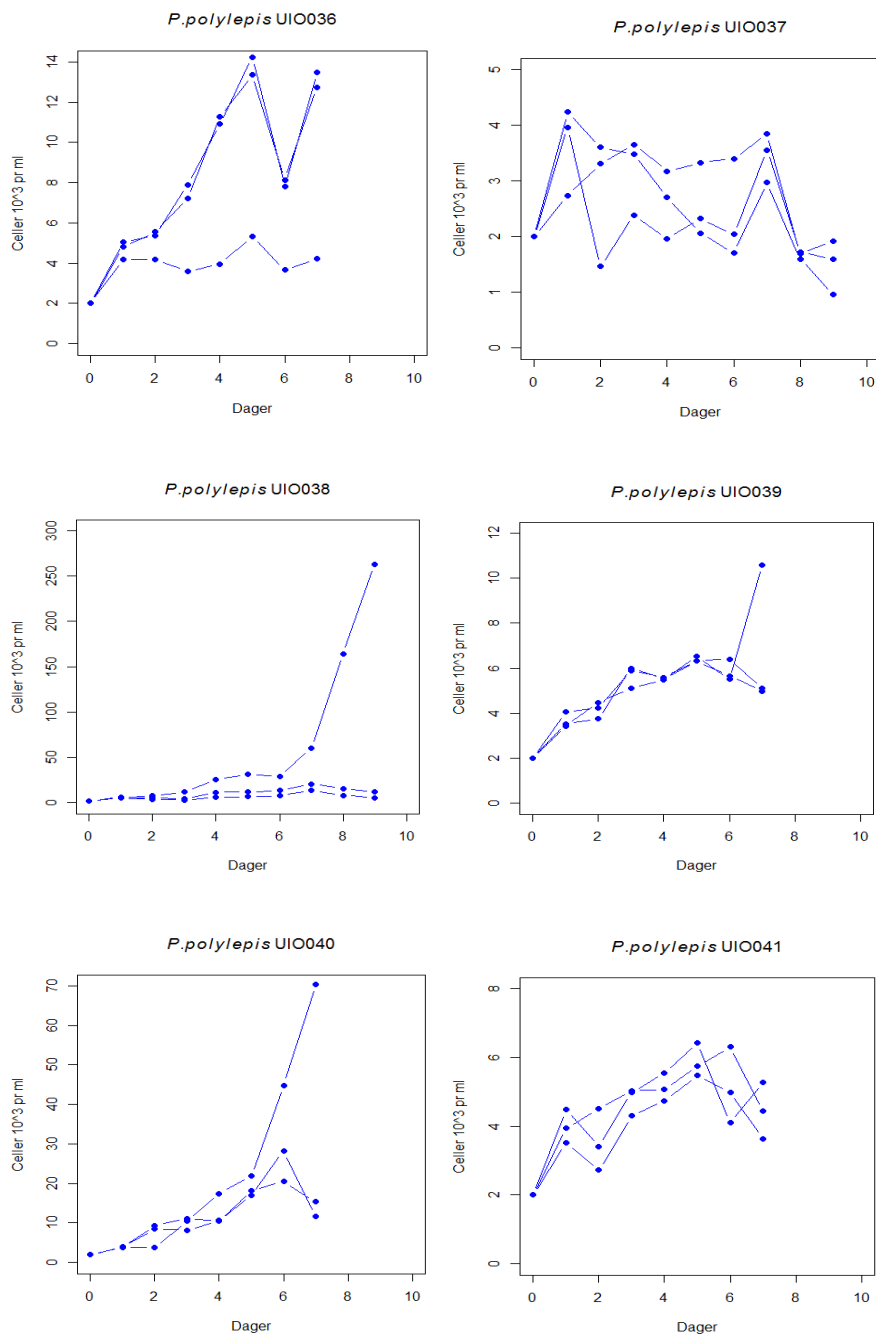 P.polylepis UIO036
14
12
10
8
6
4
2
0
Celler 10^3 pr ml
0 2 4 6 8 10
Dager
P.polylepis UIO037
5
4
3
2
1
0
Celler 10^3 pr ml
0 2 4 6 8 10
Dager
P.polylepis UIO038
300
250
200
150
100
50
0
Celler 10^3 pr ml
0 2 4 6 8 10
Dager
P.polylepis UIO039
12
10
8
6
4
2
0
Celler 10^3 pr ml
0 2 4 6 8 10
Dager
P.polylepis UIO040
70
60
50
40
30
20
10
0
Celler 10^3 pr ml
0 2 4 6 8 10
Dager
P.polylepis UIO041
8
6
4
2
0
Celler 10^3 pr ml
0 2 4 6 8 10
Dager